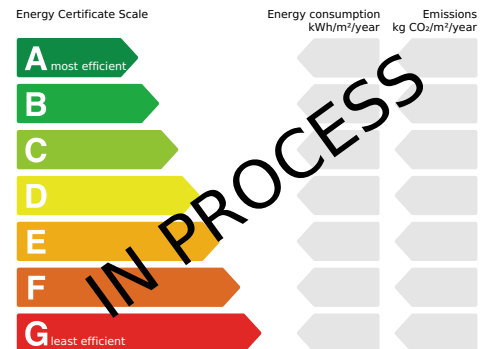 Energy Certificate Scale
Energy consumption
kWh/m²/year
Emissions
kg CO₂/m²/year
A most efficient
B
C
D
E
F
G least efficient
IN PROCESS